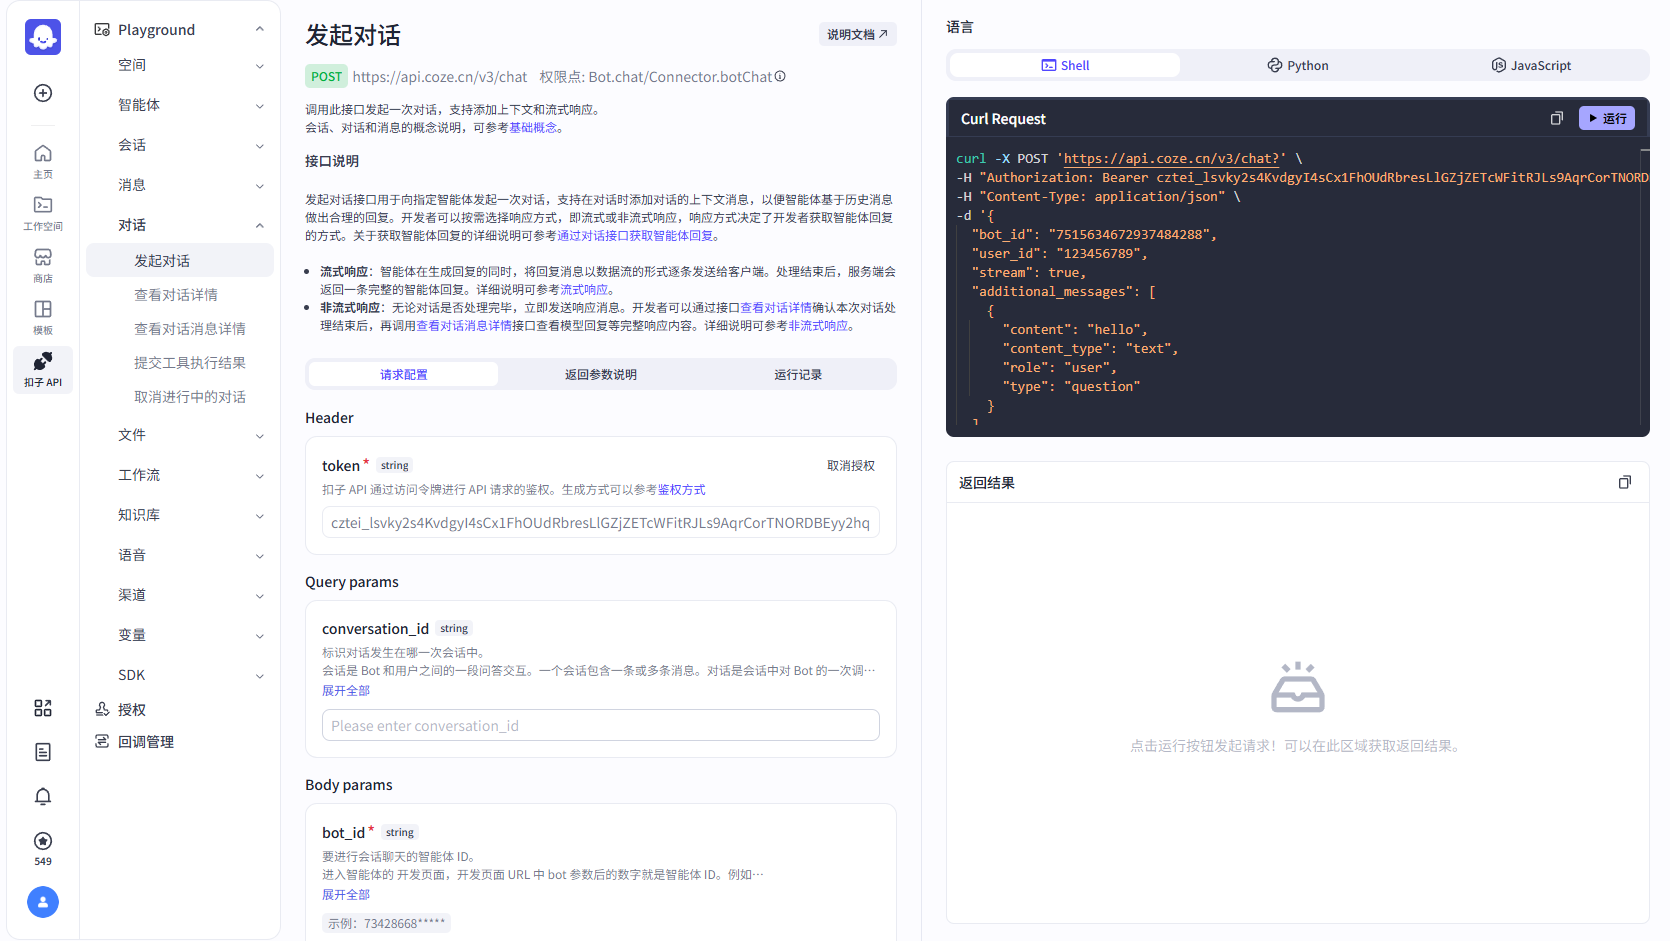 主页
工作空间
商店
模板
扣子 API
549
Playground
空间
智能体
会话
消息
对话
发起对话
查看对话详情
查看对话消息详情
提交工具执行结果
取消进行中的对话
文件
工作流
知识库
语音
渠道
变量
SDK
授权
回调管理
发起对话
说明文档
POST https://api.coze.cn/v3/chat 权限点: Bot.chat/Connector.botChat
调用此接口发起一次对话，支持添加上下文和流式响应。
会话、对话和消息的概念说明，可参考基础概念。
接口说明
发起对话接口用于向指定智能体发起一次对话，支持在对话时添加对话的上下文消息，以便智能体基于历史消息
做出合理的回复。开发者可以按需选择响应方式，即流式或非流式响应，响应方式决定了开发者获取智能体回复
的方式。关于获取智能体回复的详细说明可参考通过对话接口获取智能体回复。
流式响应：智能体在生成回复的同时，将回复消息以数据流的形式逐条发送给客户端。处理结束后，服务端会
返回一条完整的智能体回复。详细说明可参考流式响应。
非流式响应：无论对话是否处理完毕，立即发送响应消息。开发者可以通过接口查看对话详情确认本次对话处
理结束后，再调用查看对话消息详情接口查看模型回复等完整响应内容。详细说明可参考非流式响应。
请求配置
返回参数说明
运行记录
Header
token* string
取消授权
扣子 API 通过访问令牌进行 API 请求的鉴权。生成方式可以参考鉴权方式
cztei_lsvky2s4KvdgyI4sCx1FhOUdRbresLlGZjZETcWFitRJLs9AqrCorTNORDBEyy2hq
Query params
conversation_id string
标识对话发生在哪一次会话中。
会话是 Bot 和用户之间的一段问答交互。一个会话包含一条或多条消息。对话是会话中对 Bot 的一次调…
展开全部
Please enter conversation_id
Body params
bot_id* string
要进行会话聊天的智能体 ID。
进入智能体的 开发页面，开发页面 URL 中 bot 参数后的数字就是智能体 ID。例如…
展开全部
示例：73428668*****
语言
Shell
Python
JavaScript
Curl Request
运行
curl -X POST 'https://api.coze.cn/v3/chat?' \
-H "Authorization: Bearer cztei_lsvky2s4KvdgyI4sCx1FhOUdRbresLlGZjZETcWFitRJLs9AqrCorTNORD
-H "Content-Type: application/json" \
-d '{
"bot_id": "7515634672937484288",
"user_id": "123456789",
"stream": true,
"additional_messages": [
{
"content": "hello",
"content_type": "text",
"role": "user",
"type": "question"
}
]
返回结果
点击运行按钮发起请求！可以在此区域获取返回结果。